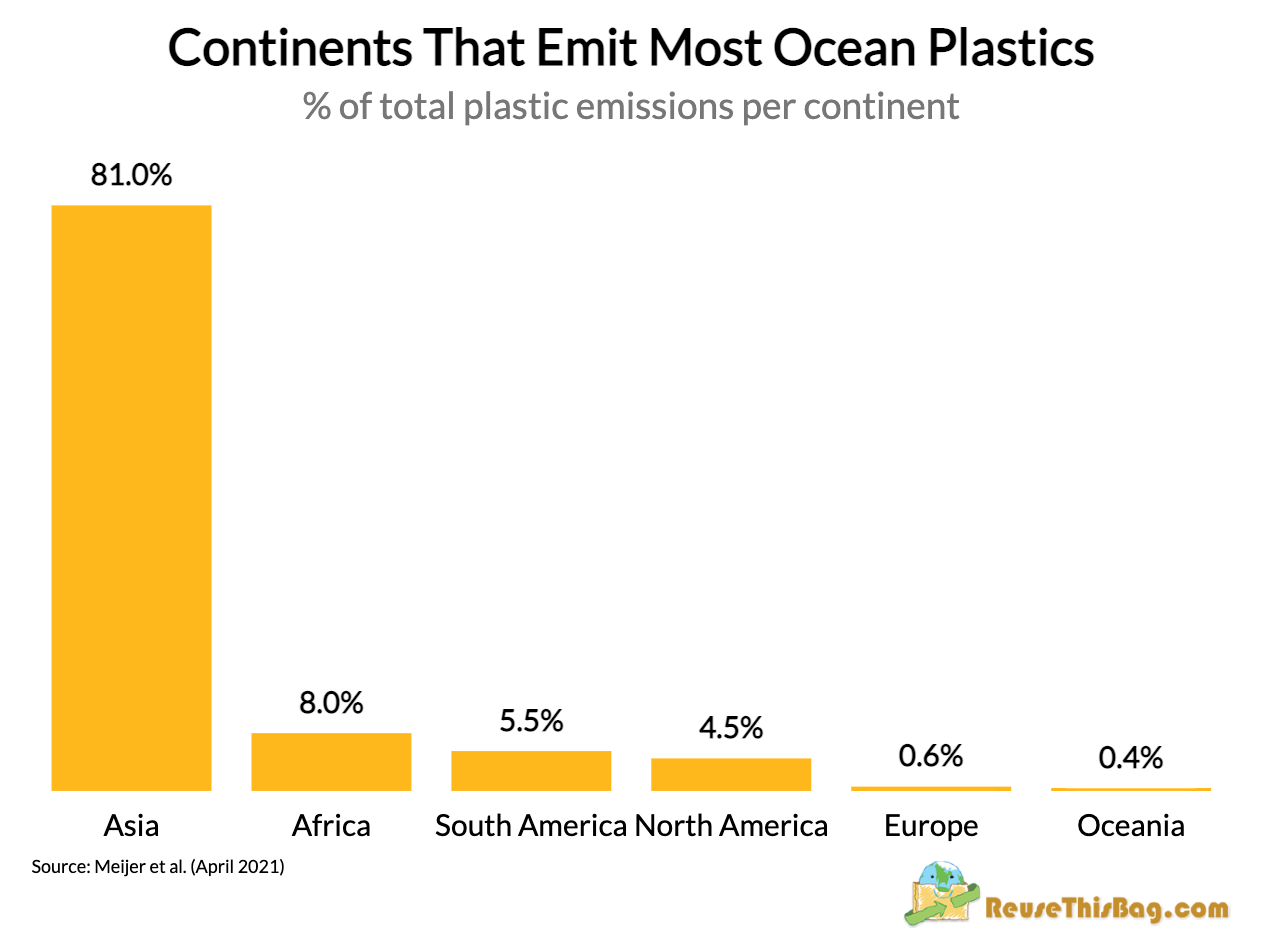 Continents That Emit Most Ocean Plastics
% of total plastic emissions per continent
81.0%
8.0%
5.5%
4.5%
0.6%
0.4%
Asia
Africa
South America
North America
Europe
Oceania
Source: Meijer et al. (April 2021)
ReuseThisBag.com